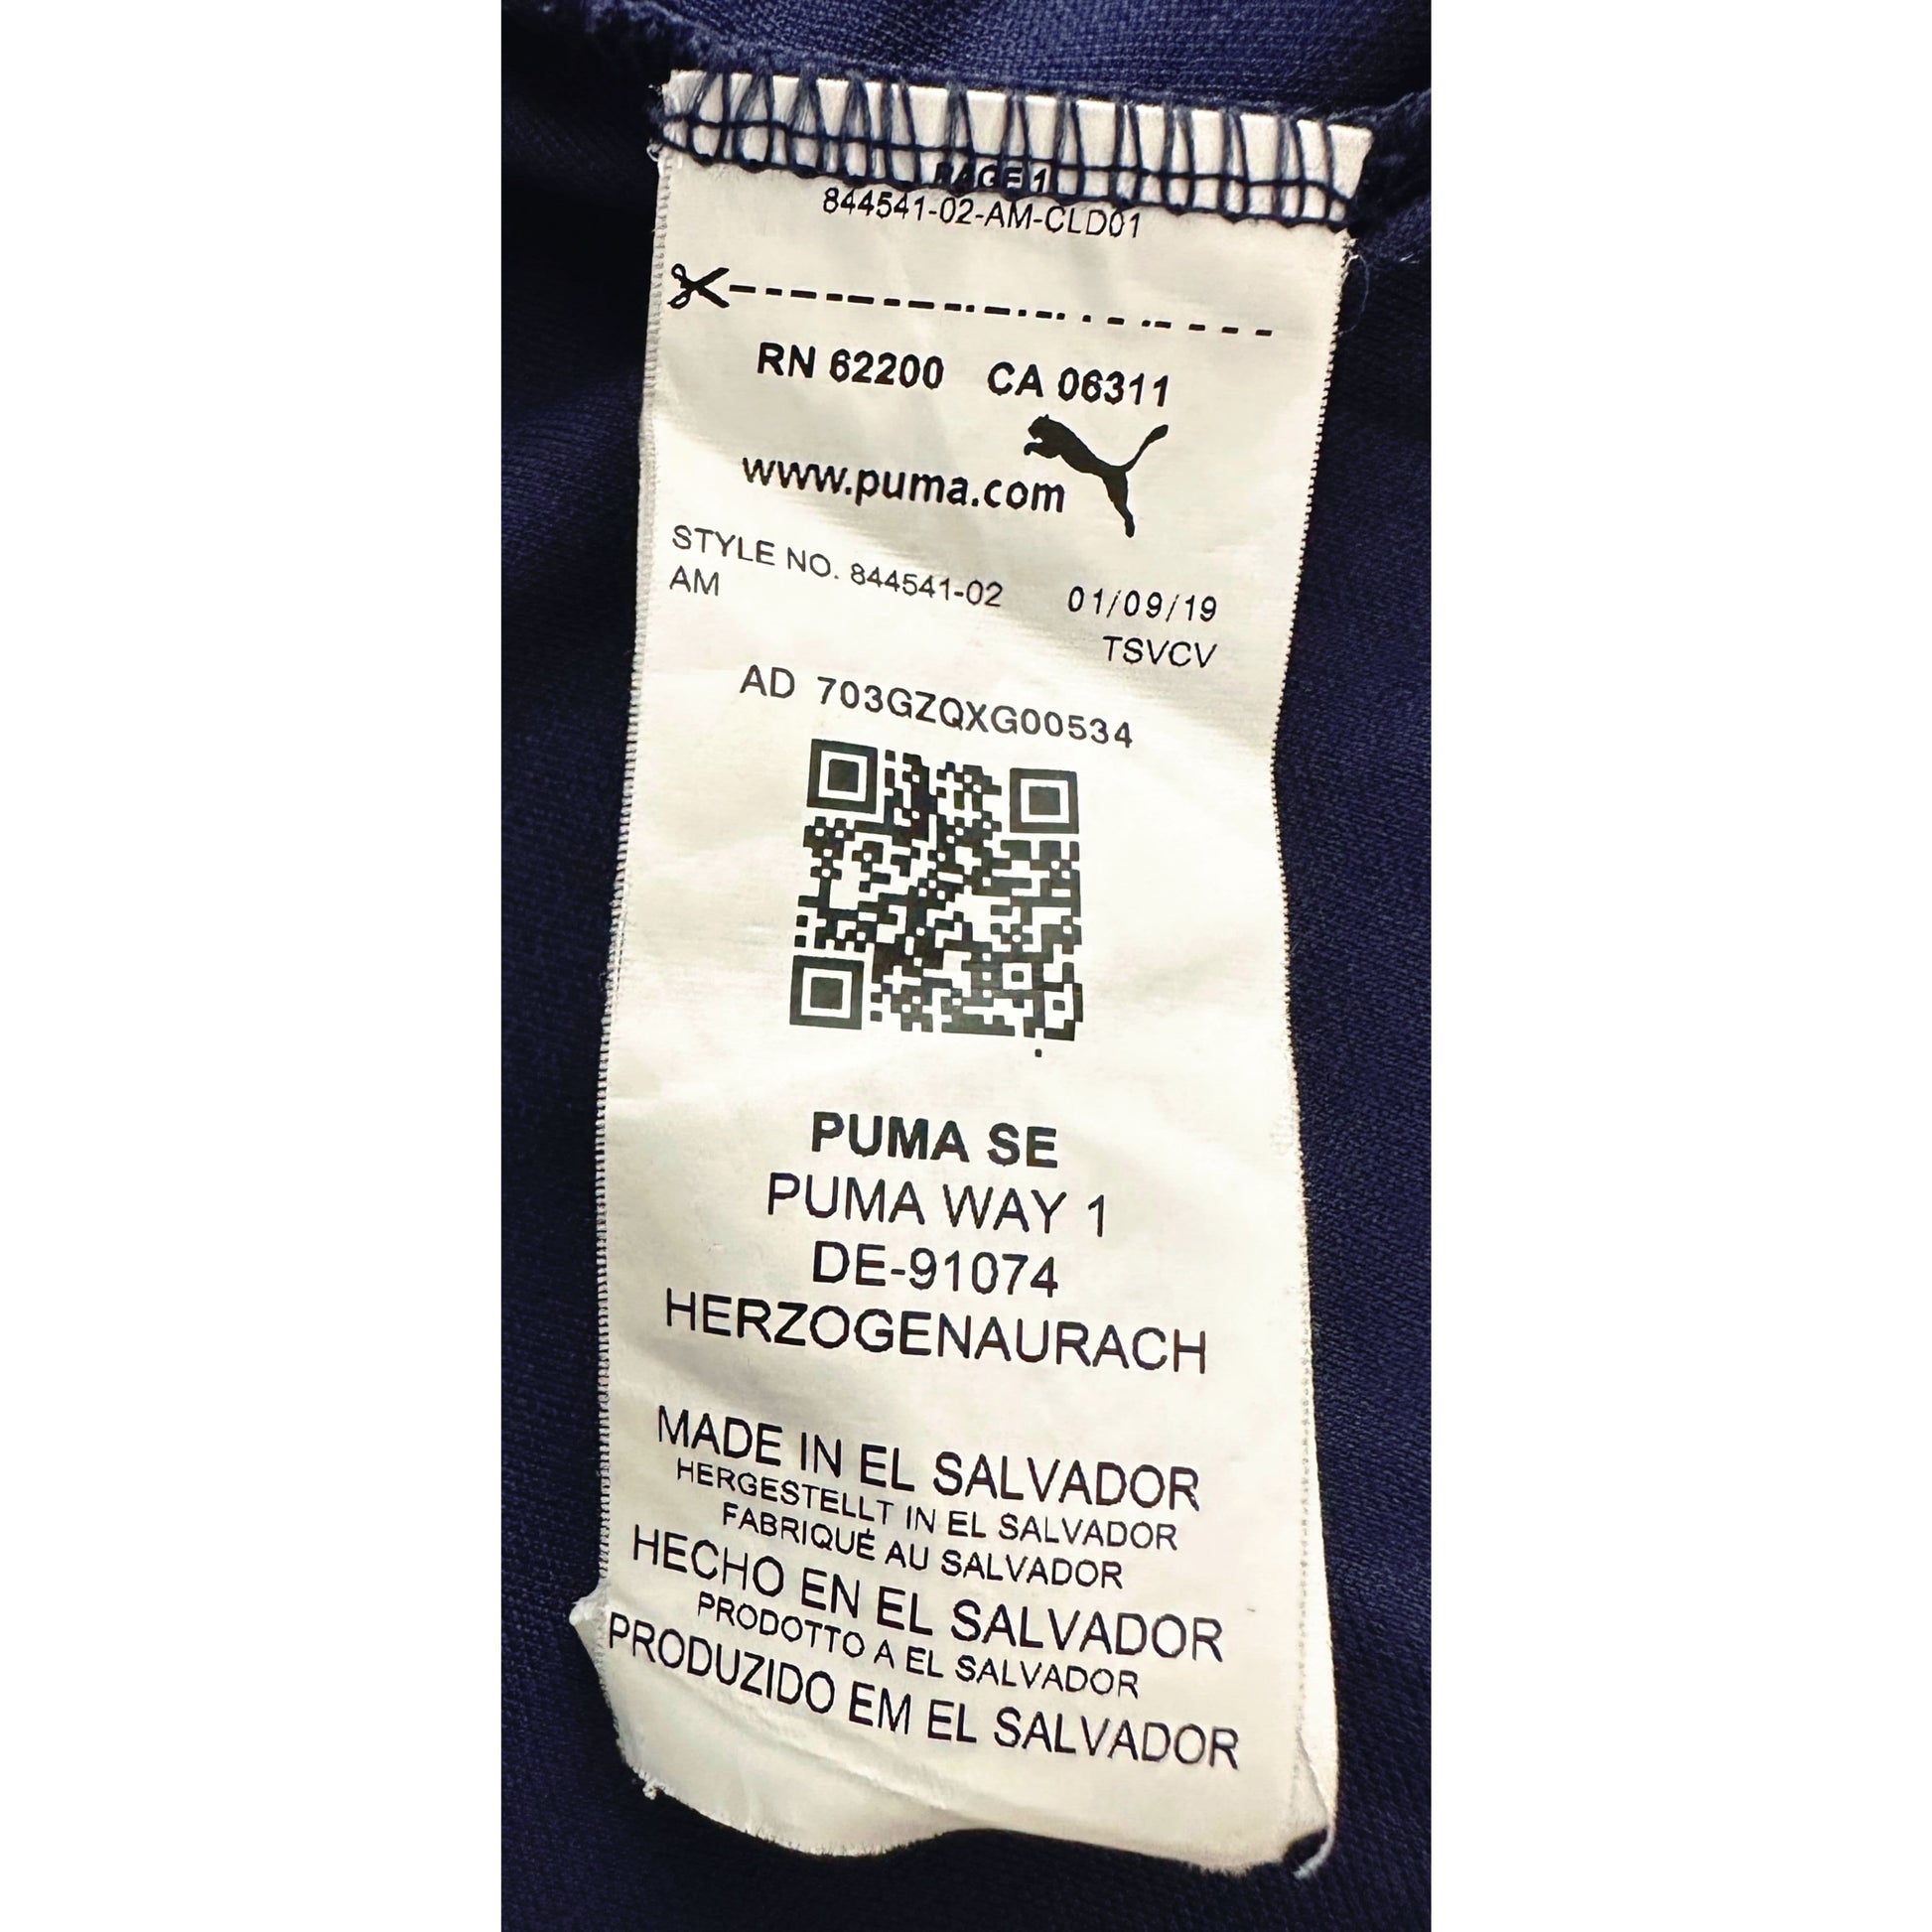 PAGE 1
844541-02-AM-CLD01
RN 62200 CA 06311
www.puma.com
STYLE NO. 844541-02 01/09/19
AM TSVCV
AD 703GZQXG00534
PUMA SE
PUMA WAY 1
DE-91074
HERZOGENAURACH
MADE IN EL SALVADOR
HERGESTELLT IN EL SALVADOR
FABRIQUÉ AU SALVADOR
HECHO EN EL SALVADOR
PRODOTTO A EL SALVADOR
PRODUZIDO EM EL SALVADOR